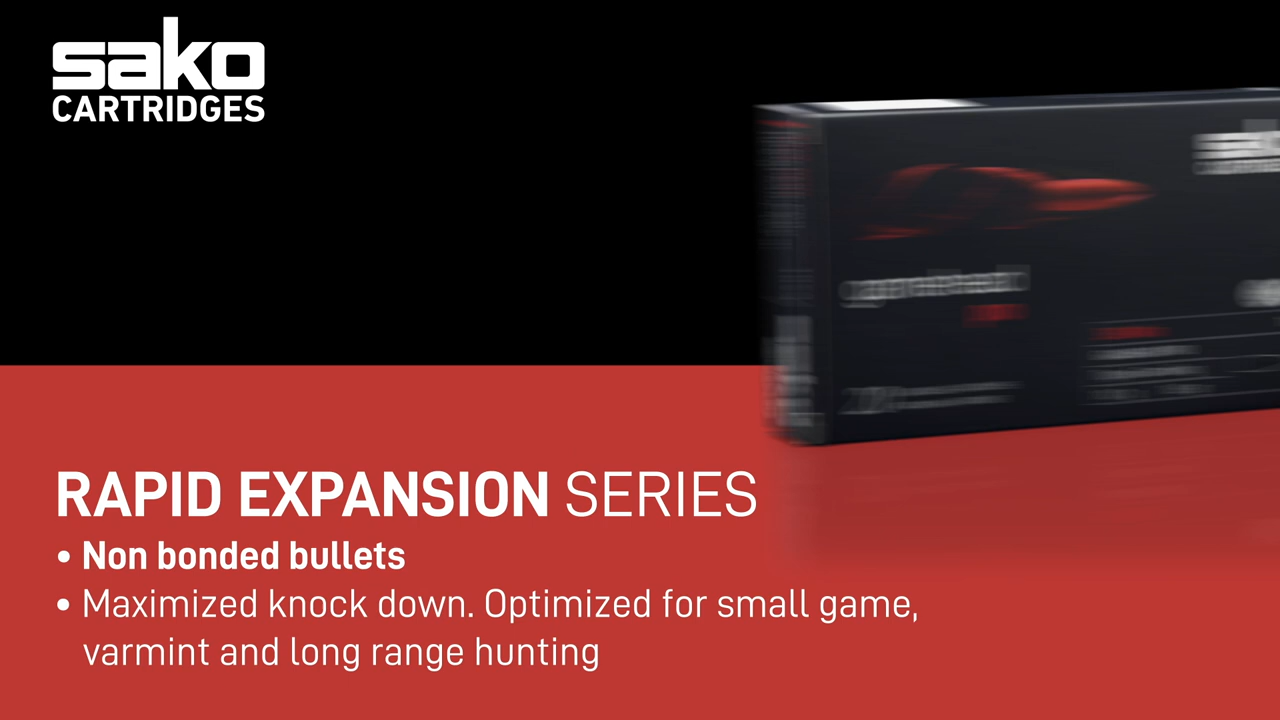 sako
CARTRIDGES
RAPID EXPANSION SERIES
• Non bonded bullets
• Maximized knock down. Optimized for small game,
varmint and long range hunting